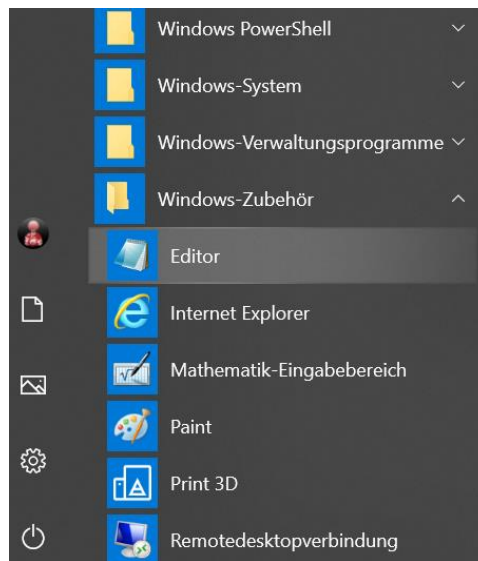 Windows PowerShell
Windows-System
Windows-Verwaltungsprogramme
Windows-Zubehör
Editor
Internet Explorer
Mathematik-Eingabebereich
Paint
Print 3D
Remotedesktopverbindung